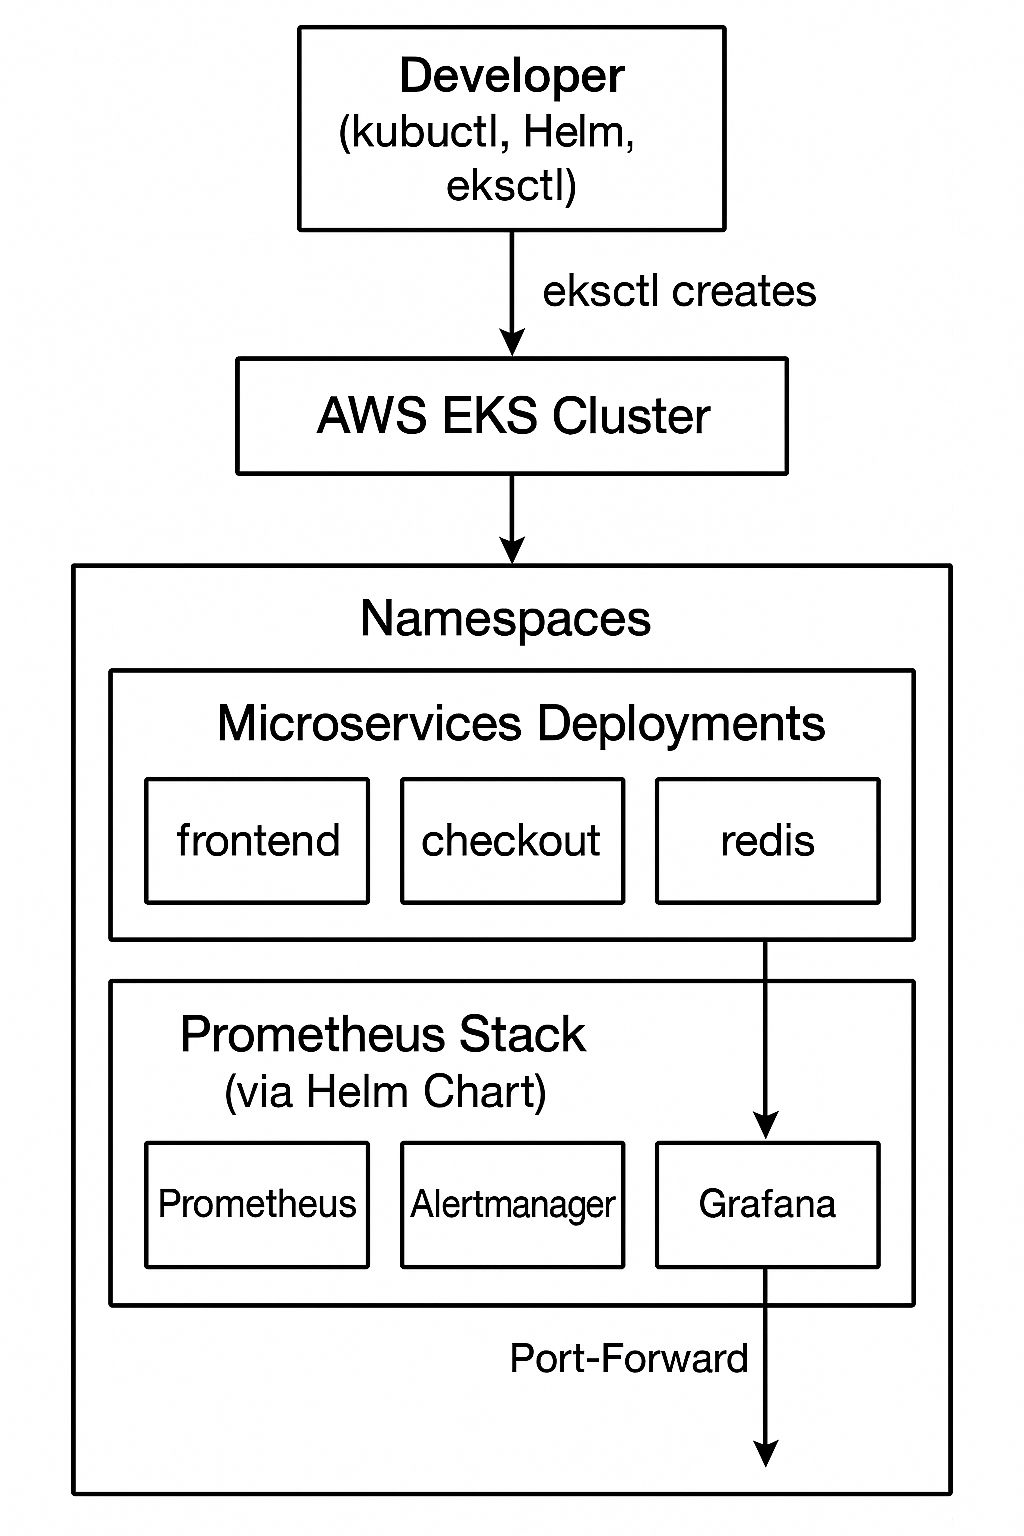 Developer
(kubuctl, Helm,
eksctl)
eksctl creates
AWS EKS Cluster
Namespaces
Microservices Deployments
frontend
checkout
redis
Prometheus Stack
(via Helm Chart)
Prometheus
Alertmanager
Grafana
Port-Forward